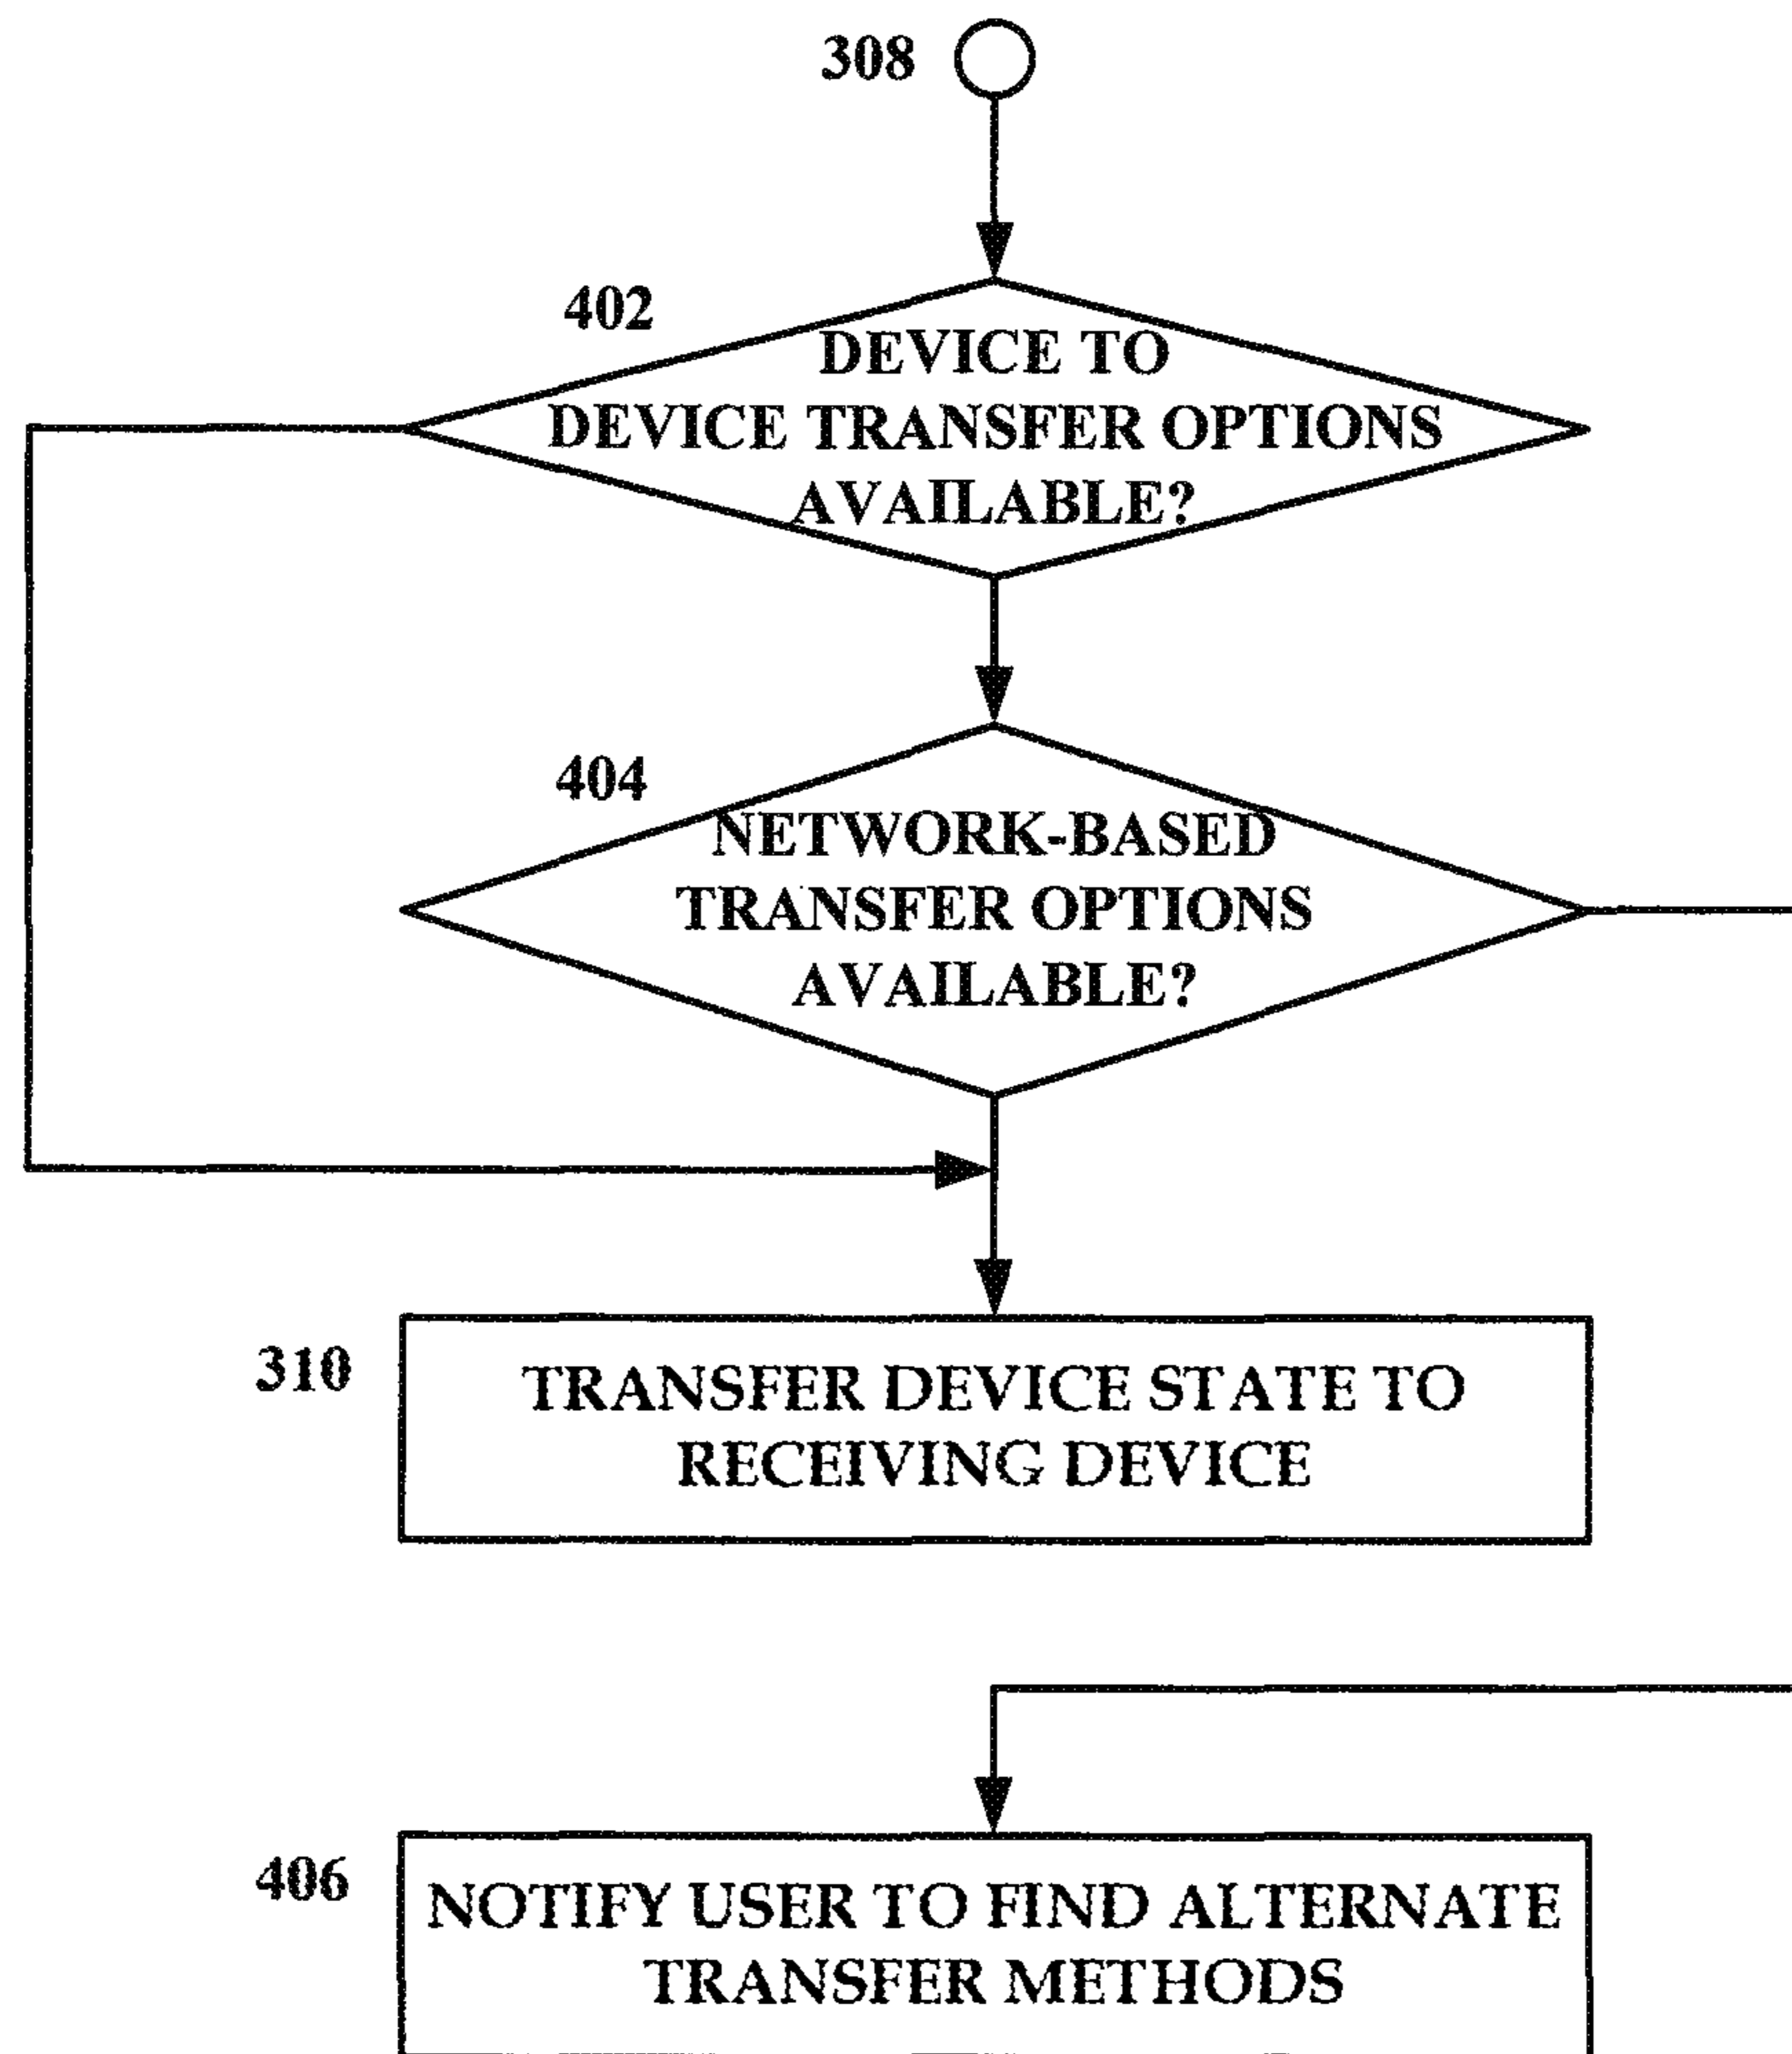 308
402
DEVICE TO
DEVICE TRANSFER OPTIONS
AVAILABLE?
404
NETWORK-BASED
TRANSFER OPTIONS
AVAILABLE?
310
TRANSFER DEVICE STATE TO
RECEIVING DEVICE
406
NOTIFY USER TO FIND ALTERNATE
TRANSFER METHODS